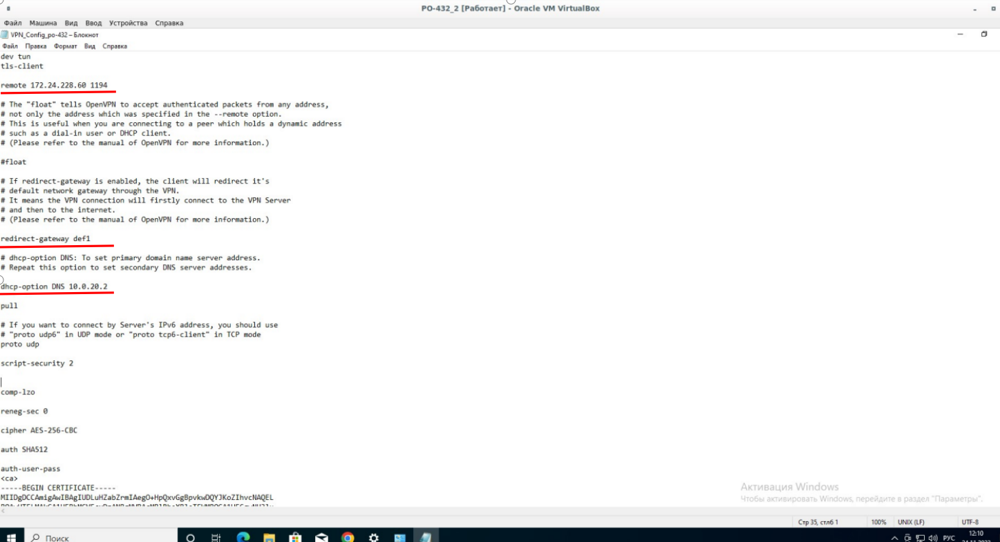 PO-432_2 [Работает] - Oracle VM VirtualBox
Файл Машина Вид Ввод Устройства Справка
VPN_Config_po-432 – Блокнот
Файл Правка Формат Вид Справка
dev tun
tls-client
remote 172.24.228.60 1194
# The "float" tells OpenVPN to accept authenticated packets from any address,
# not only the address which was specified in the --remote option.
# This is useful when you are connecting to a peer which holds a dynamic address
# such as a dial-in user or DHCP client.
# (Please refer to the manual of OpenVPN for more information.)
#float
# If redirect-gateway is enabled, the client will redirect it's
# default network gateway through the VPN.
# It means the VPN connection will firstly connect to the VPN Server
# and then to the internet.
# (Please refer to the manual of OpenVPN for more information.)
redirect-gateway def1
# dhcp-option DNS: To set primary domain name server address.
# Repeat this option to set secondary DNS server addresses.
dhcp-option DNS 10.0.20.2
pull
# If you want to connect by Server's IPv6 address, you should use
# "proto udp6" in UDP mode or "proto tcp6-client" in TCP mode
proto udp
script-security 2
comp-lzo
reneg-sec 0
cipher AES-256-CBC
auth SHA512
auth-user-pass
<ca>
-----BEGIN CERTIFICATE-----
MIIDgDCCAmigAwIBAgIUDLuHZabZrmIAegO+HpQxvGgBpvkwDQYJKoZIhvcNAQEL
Активация Windows
Чтобы активировать Windows, перейдите в раздел "Параметры".
Стр 35, стлб 1 100% UNIX (LF) UTF-8
Поиск
РУС 12:10